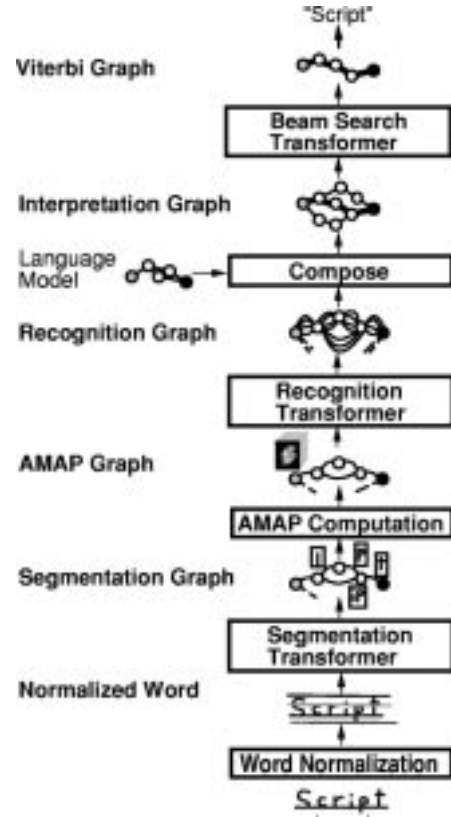 "Script"
Viterbi Graph
Beam Search
Transformer
Interpretation Graph
Language
Model
Compose
Recognition Graph
Recognition
Transformer
AMAP Graph
AMAP Computation
Segmentation Graph
Segmentation
Transformer
Normalized Word
Script
Word Normalization
Script